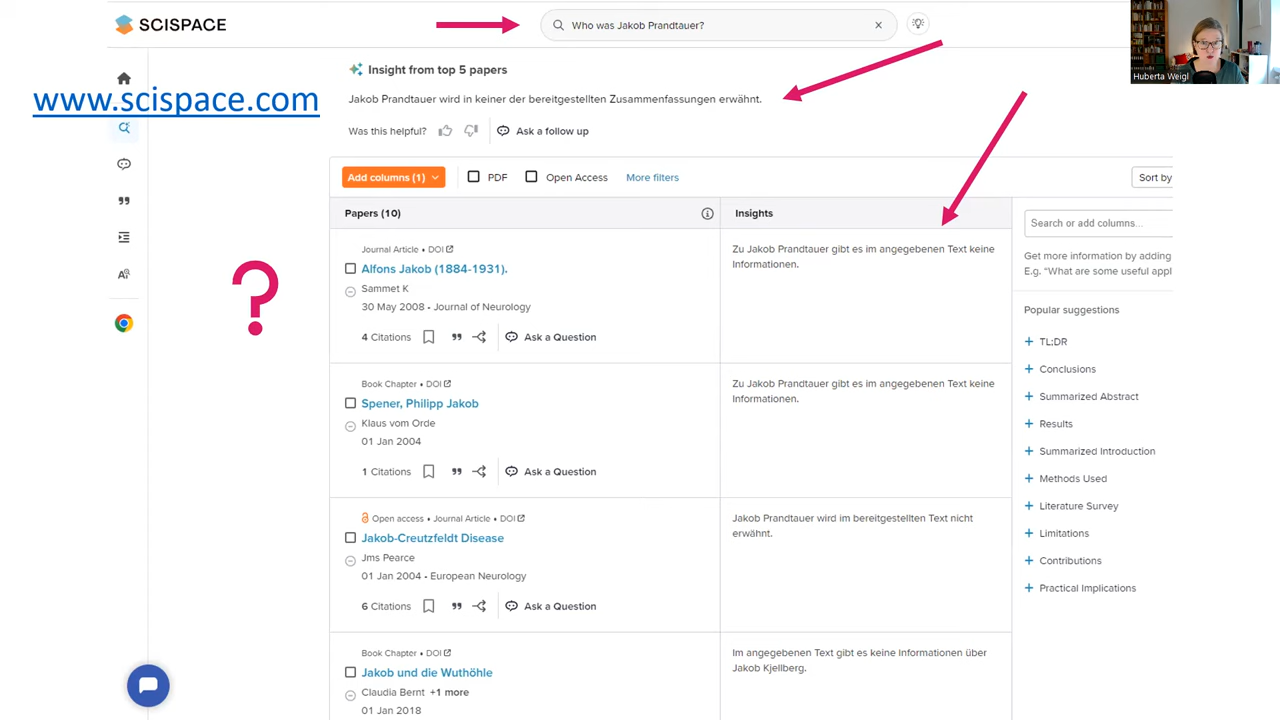 SCISPACE
Who was Jakob Prandtauer?
Huberta Weigl
www.scispace.com
Insight from top 5 papers
Jakob Prandtauer wird in keiner der bereitgestellten Zusammenfassungen erwähnt.
Was this helpful? Ask a follow up
Add columns (1) PDF Open Access More filters Sort by
Papers (10) Insights
Search or add columns...
Get more information by adding
E.g. “What are some useful appl
Popular suggestions
+ TL;DR
+ Conclusions
+ Summarized Abstract
+ Results
+ Summarized Introduction
+ Methods Used
+ Literature Survey
+ Limitations
+ Contributions
+ Practical Implications
Journal Article • DOI
Alfons Jakob (1884-1931).
Sammet K
30 May 2008 - Journal of Neurology
4 Citations Ask a Question
Zu Jakob Prandtauer gibt es im angegebenen Text keine
Informationen.
Book Chapter • DOI
Spener, Philipp Jakob
Klaus vom Orde
01 Jan 2004
1 Citations Ask a Question
Zu Jakob Prandtauer gibt es im angegebenen Text keine
Informationen.
Open access • Journal Article • DOI
Jakob-Creutzfeldt Disease
Jms Pearce
01 Jan 2004 - European Neurology
6 Citations Ask a Question
Jakob Prandtauer wird im bereitgestellten Text nicht
erwähnt.
Book Chapter • DOI
Jakob und die Wuthöhle
Claudia Bernt +1 more
01 Jan 2018
Im angegebenen Text gibt es keine Informationen über
Jakob Kjellberg.
?